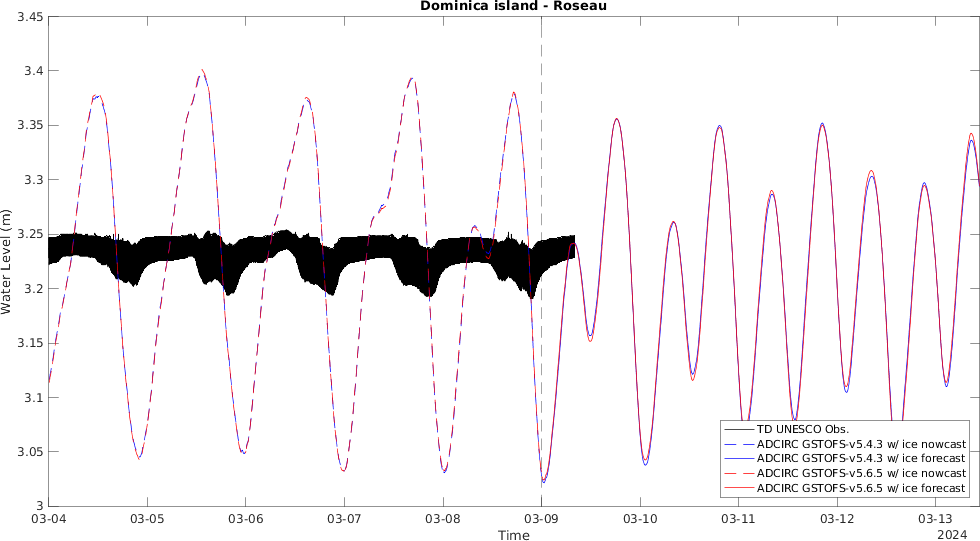 Dominica island - Roseau
3.45
3.4
3.35
3.3
3.25
3.2
3.15
3.1
3.05
3
Water Level (m)
TD UNESCO Obs.
ADCIRC GSTOFS-v5.4.3 w/ ice nowcast
ADCIRC GSTOFS-v5.4.3 w/ ice forecast
ADCIRC GSTOFS-v5.6.5 w/ ice nowcast
ADCIRC GSTOFS-v5.6.5 w/ ice forecast
03-04 03-05 03-06 03-07 03-08 03-09 03-10 03-11 03-12 03-13
Time
2024